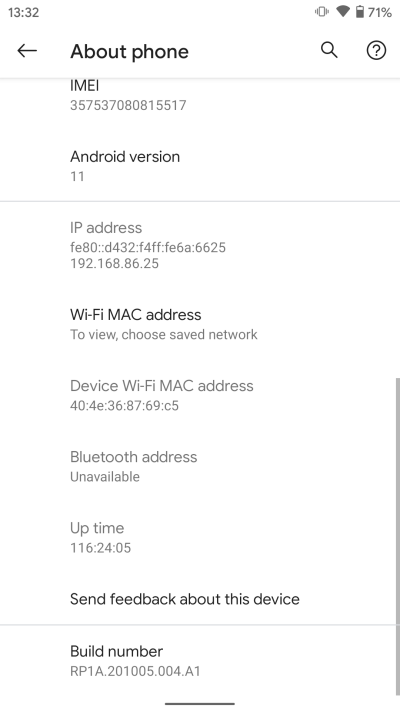 13:32
71%
About phone
IMEI
357537080815517
Android version
11
IP address
fe80::d432:f4ff:fe6a:6625
192.168.86.25
Wi-Fi MAC address
To view, choose saved network
Device Wi-Fi MAC address
40:4e:36:87:69:c5
Bluetooth address
Unavailable
Up time
116:24:05
Send feedback about this device
Build number
RP1A.201005.004.A1